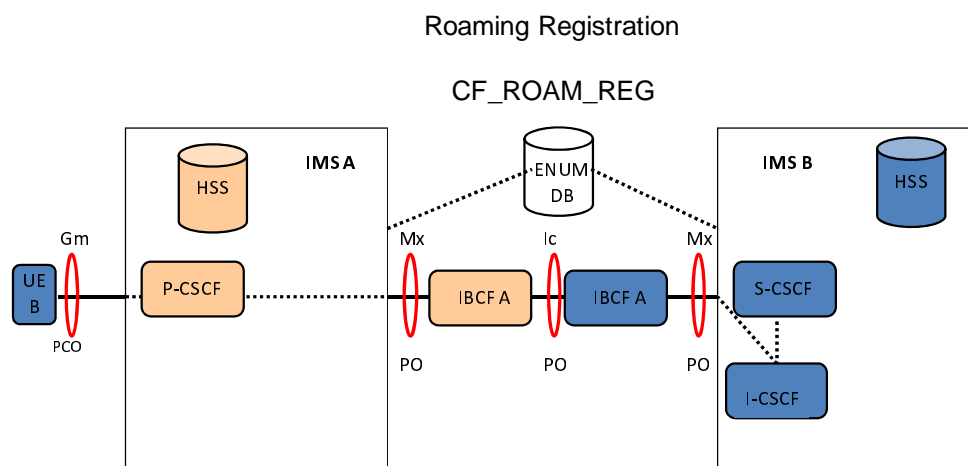 Roaming Registration
CF_ROAM_REG
IMS A
ENUM
DB
IMS B
HSS
HSS
Gm
Mx
Ic
Mx
UE
B
P-CSCF
IBCF A
IBCF A
S-CSCF
PCO
PO
PO
PO
I-CSCF